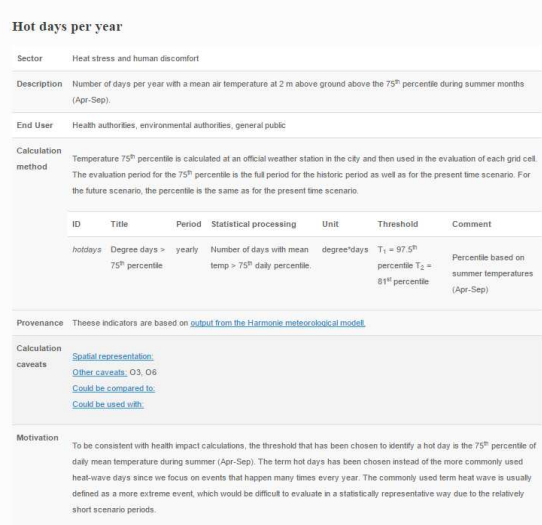 Hot days per year
Sector Heat stress and human discomfort
Description Number of days per year with a mean air temperature at 2 m above ground above the 75th percentile during summer months
(Apr-Sep).
End User Health authorities, environmental authorities, general public
Calculation
method
Temperature 75th percentile is calculated at an official weather station in the city and then used in the evaluation of each grid cell.
The evaluation period for the 75th percentile is the full period for the historic period as well as for the present time scenario. For
the future scenario, the percentile is the same as for the present time scenario.
ID Title Period Statistical processing Unit Threshold Comment
hotdays Degree days > 75th percentile yearly Number of days with mean temp > 75th daily percentile. degree*days T1 = 97.5th percentile T2 = 81st percentile Percentile based on summer temperatures (Apr-Sep)
Provenance Theese indicators are based on output from the Harmonie meteorological modell.
Calculation
caveats
Spatial representation:
Other caveats: O3, O6
Could be compared to:
Could be used with:
Motivation
To be consistent with health impact calculations, the threshold that has been chosen to identify a hot day is the 75th percentile of
daily mean temperature during summer (Apr-Sep). The term hot days has been chosen instead of the more commonly used
heat-wave days since we focus on events that happen many times every year. The commonly used term heat wave is usually
defined as a more extreme event, which would be difficult to evaluate in a statistically representative way due to the relatively
short scenario periods.